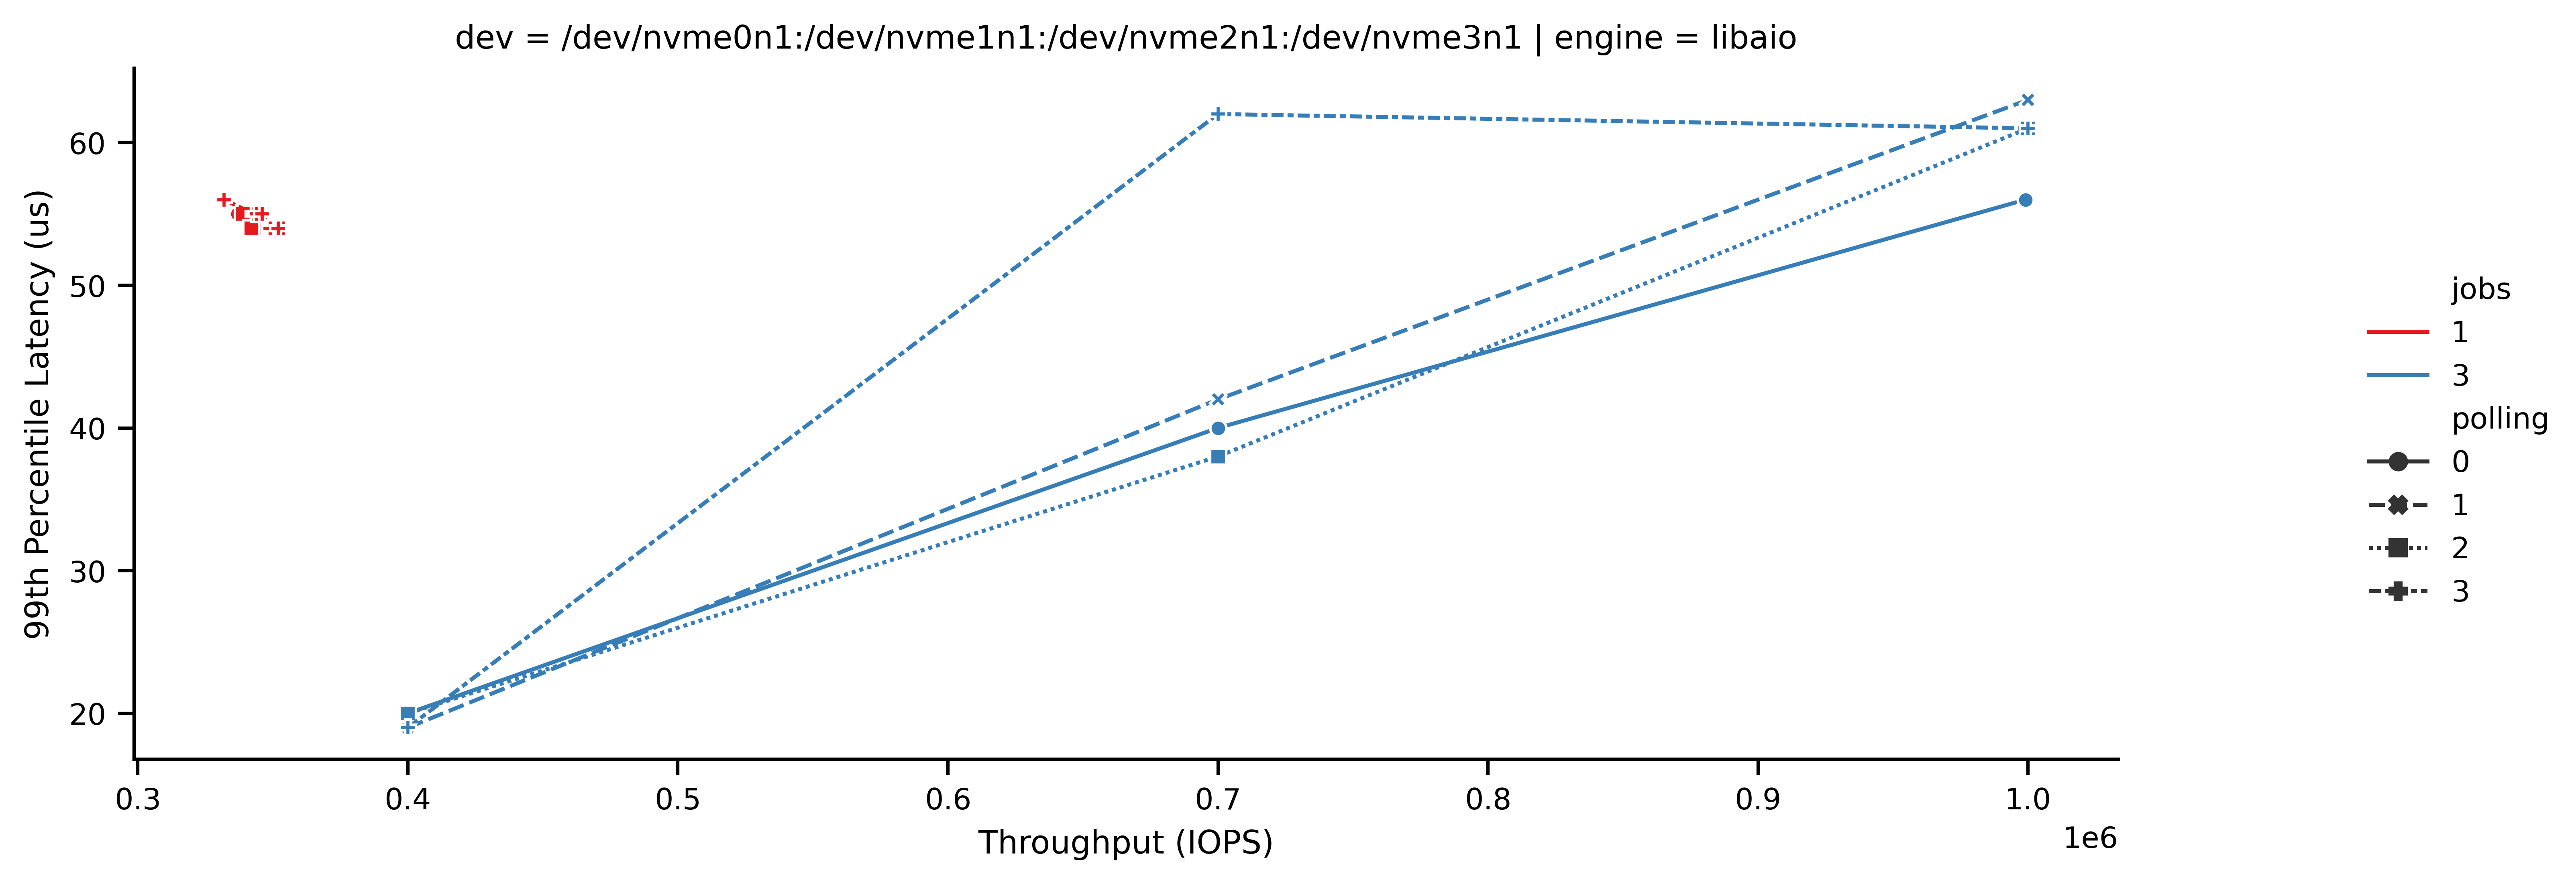 dev = /dev/nvme0n1:/dev/nvme1n1:/dev/nvme2n1:/dev/nvme3n1 | engine = libaio
99th Percentile Latency (us)
60
50
40
30
20
0.3 0.4 0.5 0.6 0.7 0.8 0.9 1.0
1e6
Throughput (IOPS)
jobs
1
3
polling
0
1
2
3